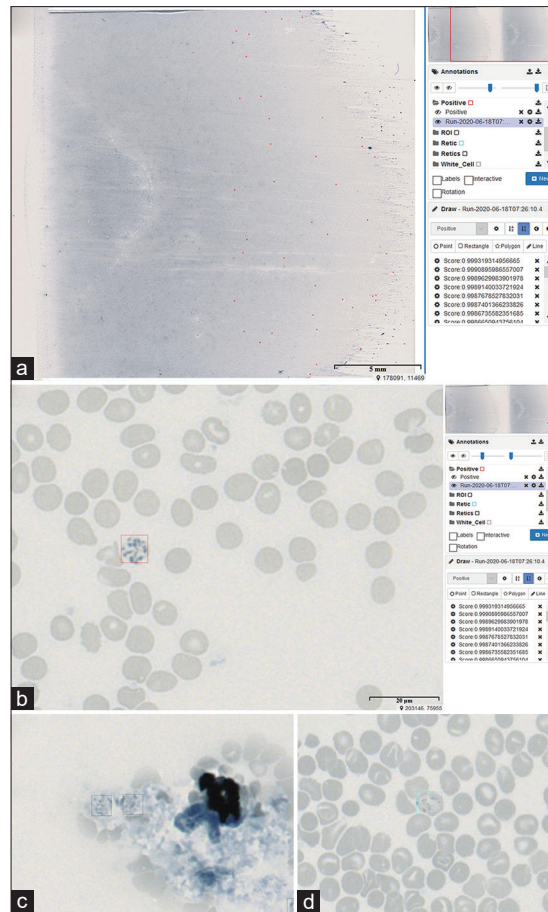 Annotations
Positive
Positive
Run-2020-06-18T07:...
ROI
Retic
Retics
White_Cell
Labels Interactive
New
Rotation
Draw - Run-2020-06-18T07:26:10.4
Positive
Point Rectangle Polygon Line
Score:0.999319314956665
Score:0.9990895986557007
Score:0.9989629983901978
Score:0.9989140033721924
Score:0.9987678527832031
Score:0.9987401366233826
Score:0.9986735582351685
Score:0.9986650943756104
5 mm
178091, 11469
a
Annotations
Positive
Positive
Run-2020-06-18T07:...
ROI
Retic
Retics
White_Cell
Labels Interactive
Rotation
Draw - Run-2020-06-18T07:26:10.4
Positive
Point Rectangle Polygon Line
Score:0.999319314956665
Score:0.9990895986557007
Score:0.9989629983901978
Score:0.9989140033721924
Score:0.9987678527832031
Score:0.9987401366233826
Score:0.9986735582351685
20 µm
203146, 75955
b
c
d